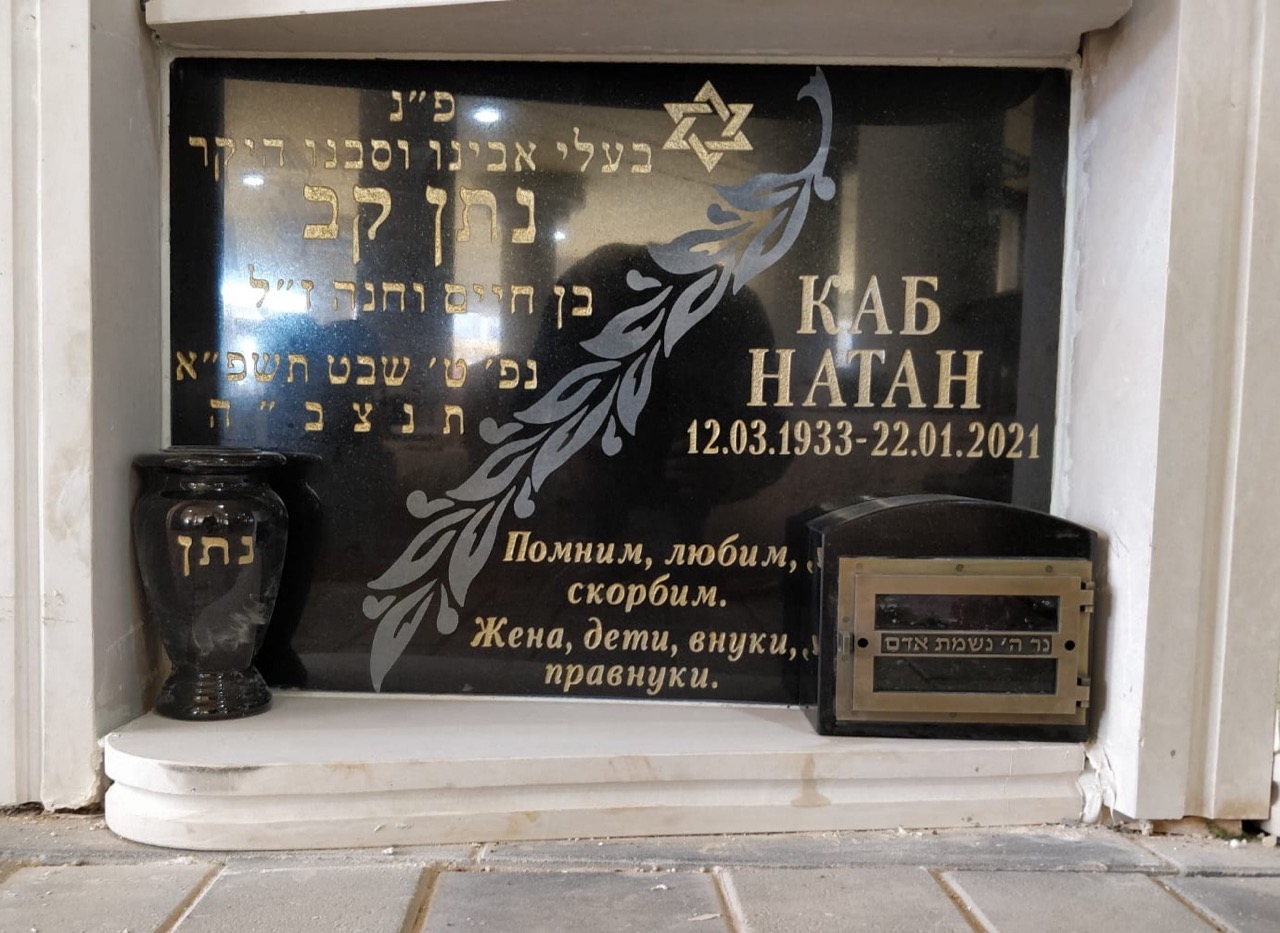 פ״נ
בעלי אבינו וסבנו היקר
נתן קב
בן חיים וחנה ז״ל
נפ׳ ט׳ שבט תשפ״א
ת נ צ ב ״ ה
КАБ
НАТАН
12.03.1933-22.01.2021
Помним, любим,
скорбим.
Жена, дети, внуки,
правнуки.
נתן
נר ה׳ נשמת אדם